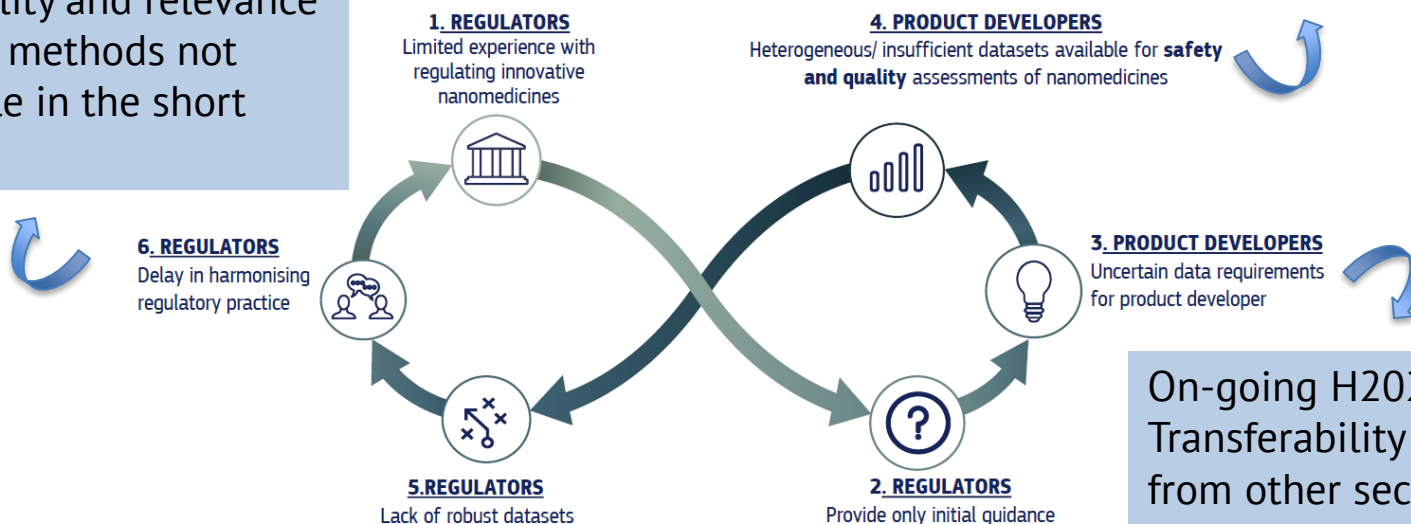 ity and relevance
methods not
le in the short
1. REGULATORS
Limited experience with
regulating innovative
nanomedicines
4. PRODUCT DEVELOPERS
Heterogeneous/ insufficient datasets available for safety
and quality assessments of nanomedicines
6. REGULATORS
Delay in harmonising
regulatory practice
3. PRODUCT DEVELOPERS
Uncertain data requirements
for product developer
5.REGULATORS
Lack of robust datasets
2. REGULATORS
Provide only initial guidance
On-going H202
Transferability
from other sec